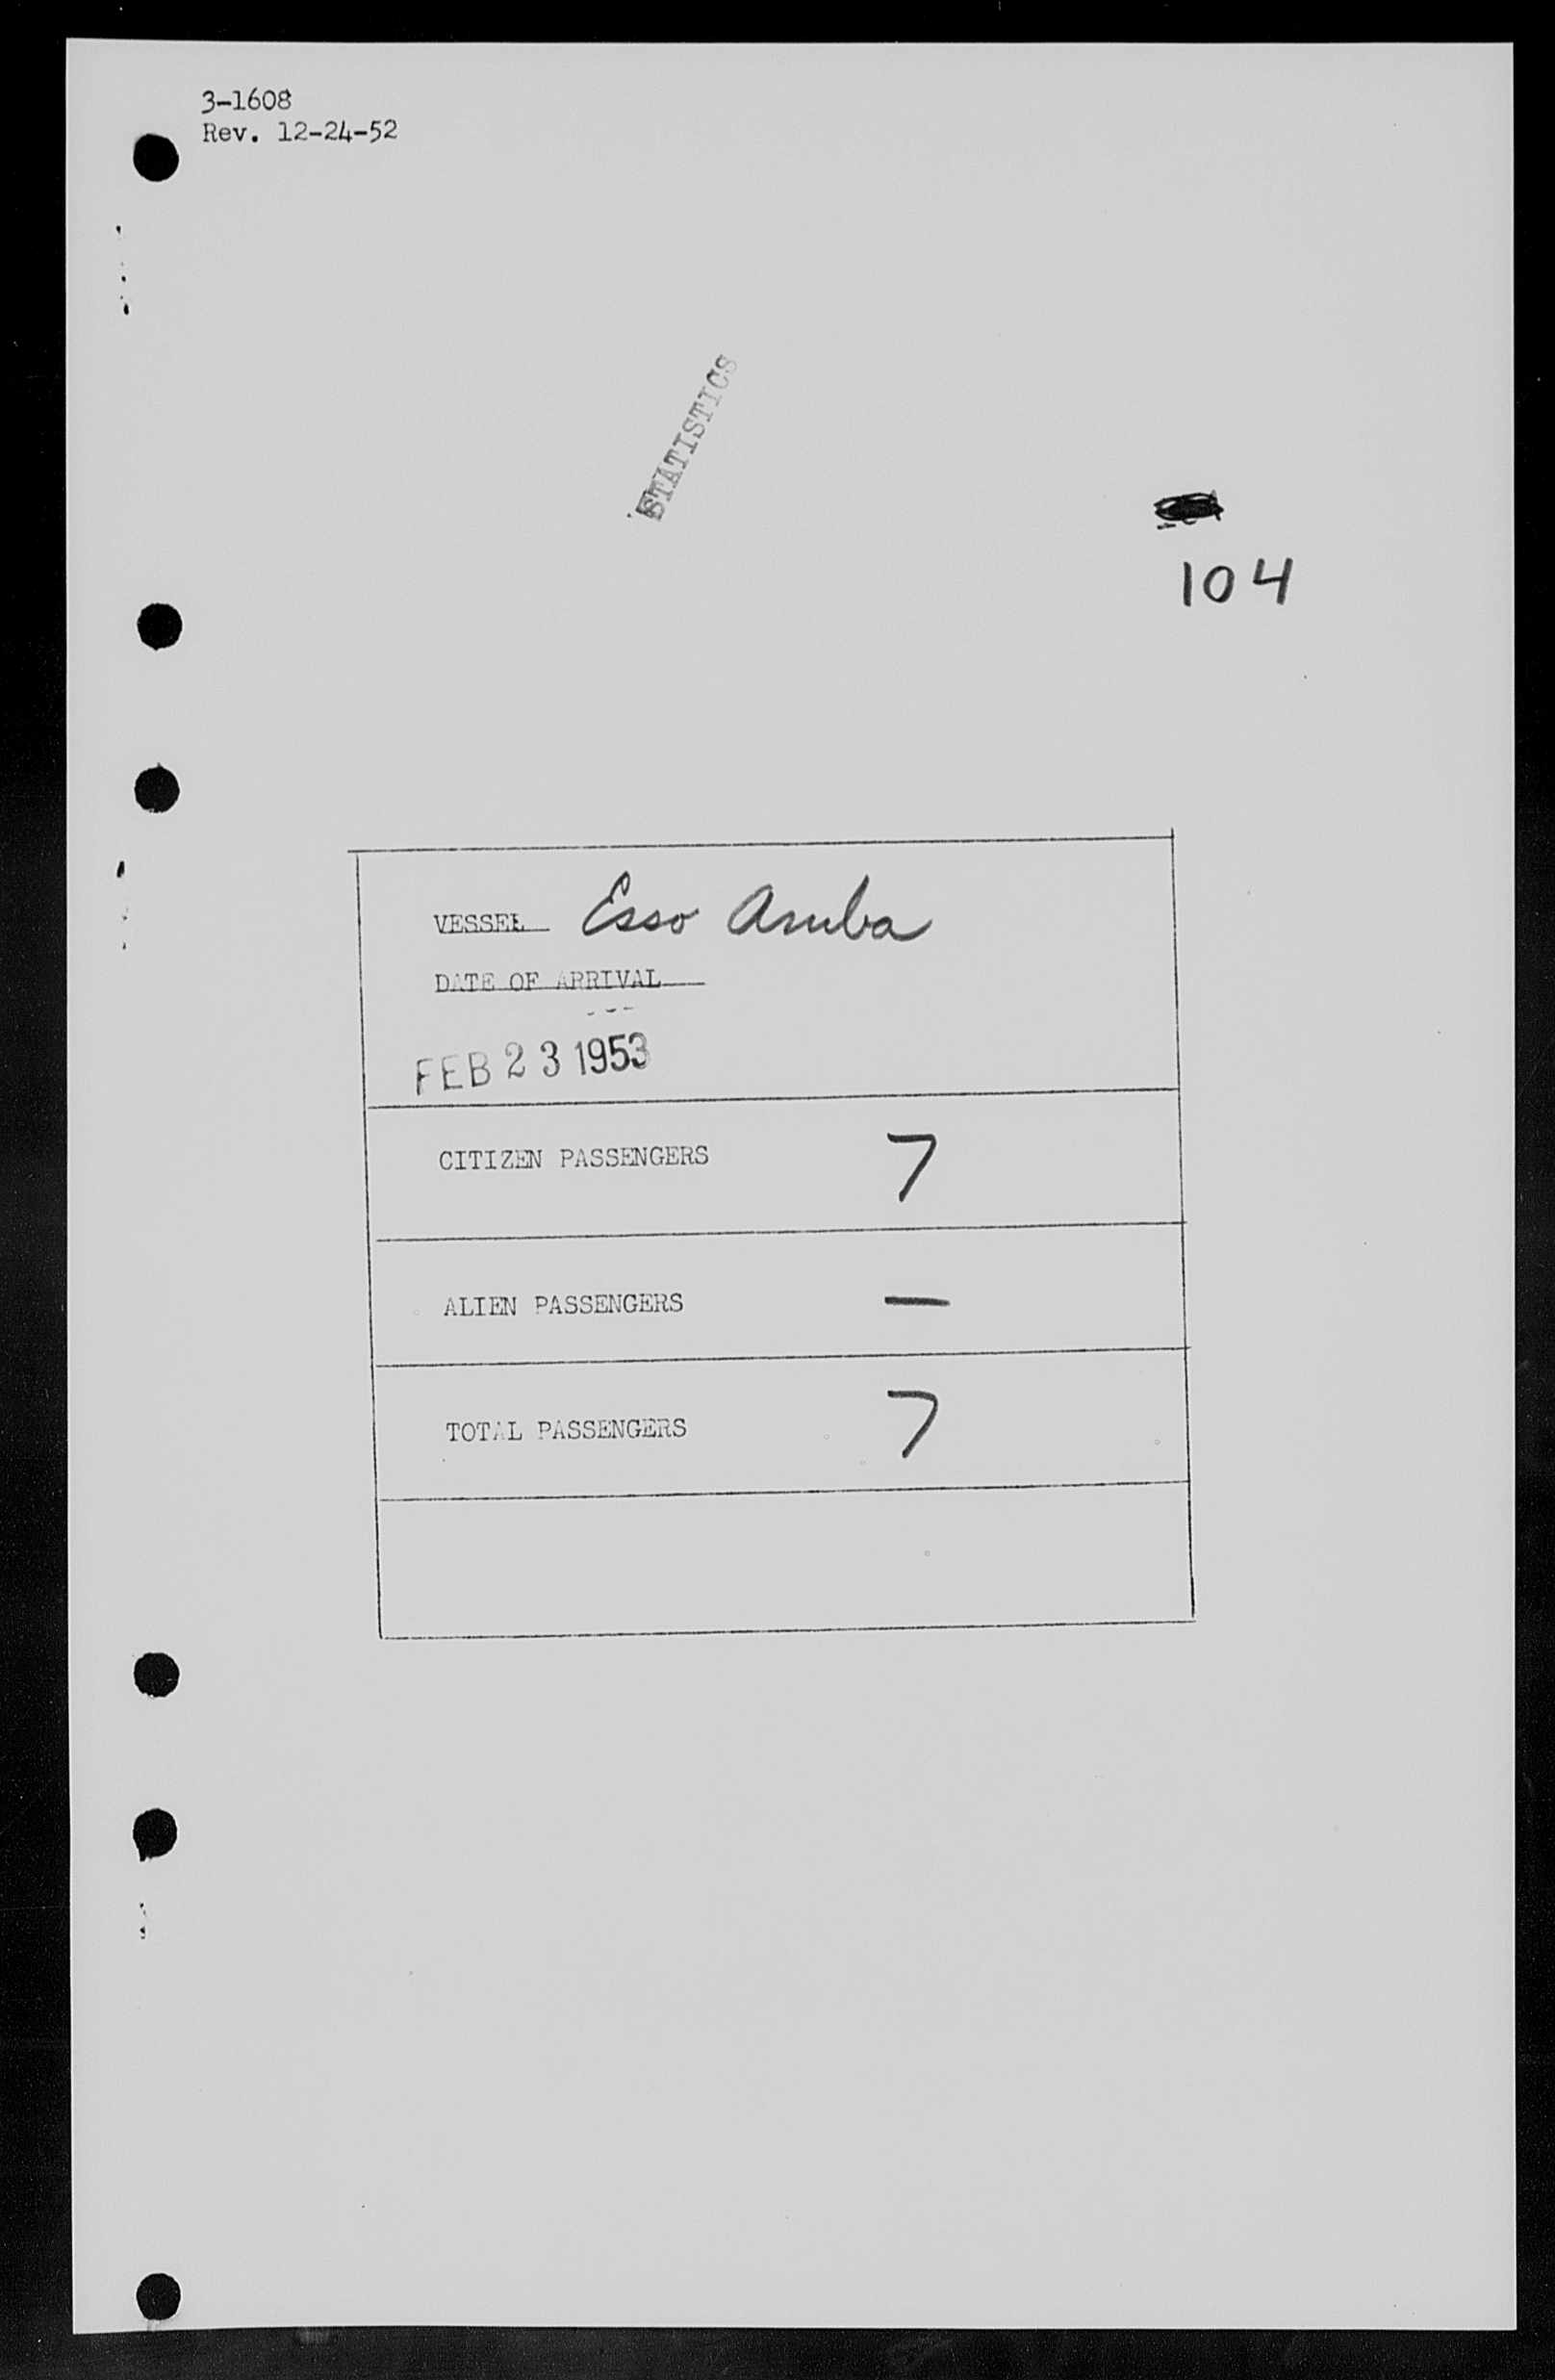 3-1608
Rev. 12-24-52
STATISTICS
104
VESSEL Esso Aruba
DATE OF ARRIVAL
FEB 23 1953
CITIZEN PASSENGERS 7
ALIEN PASSENGERS —
TOTAL PASSENGERS 7